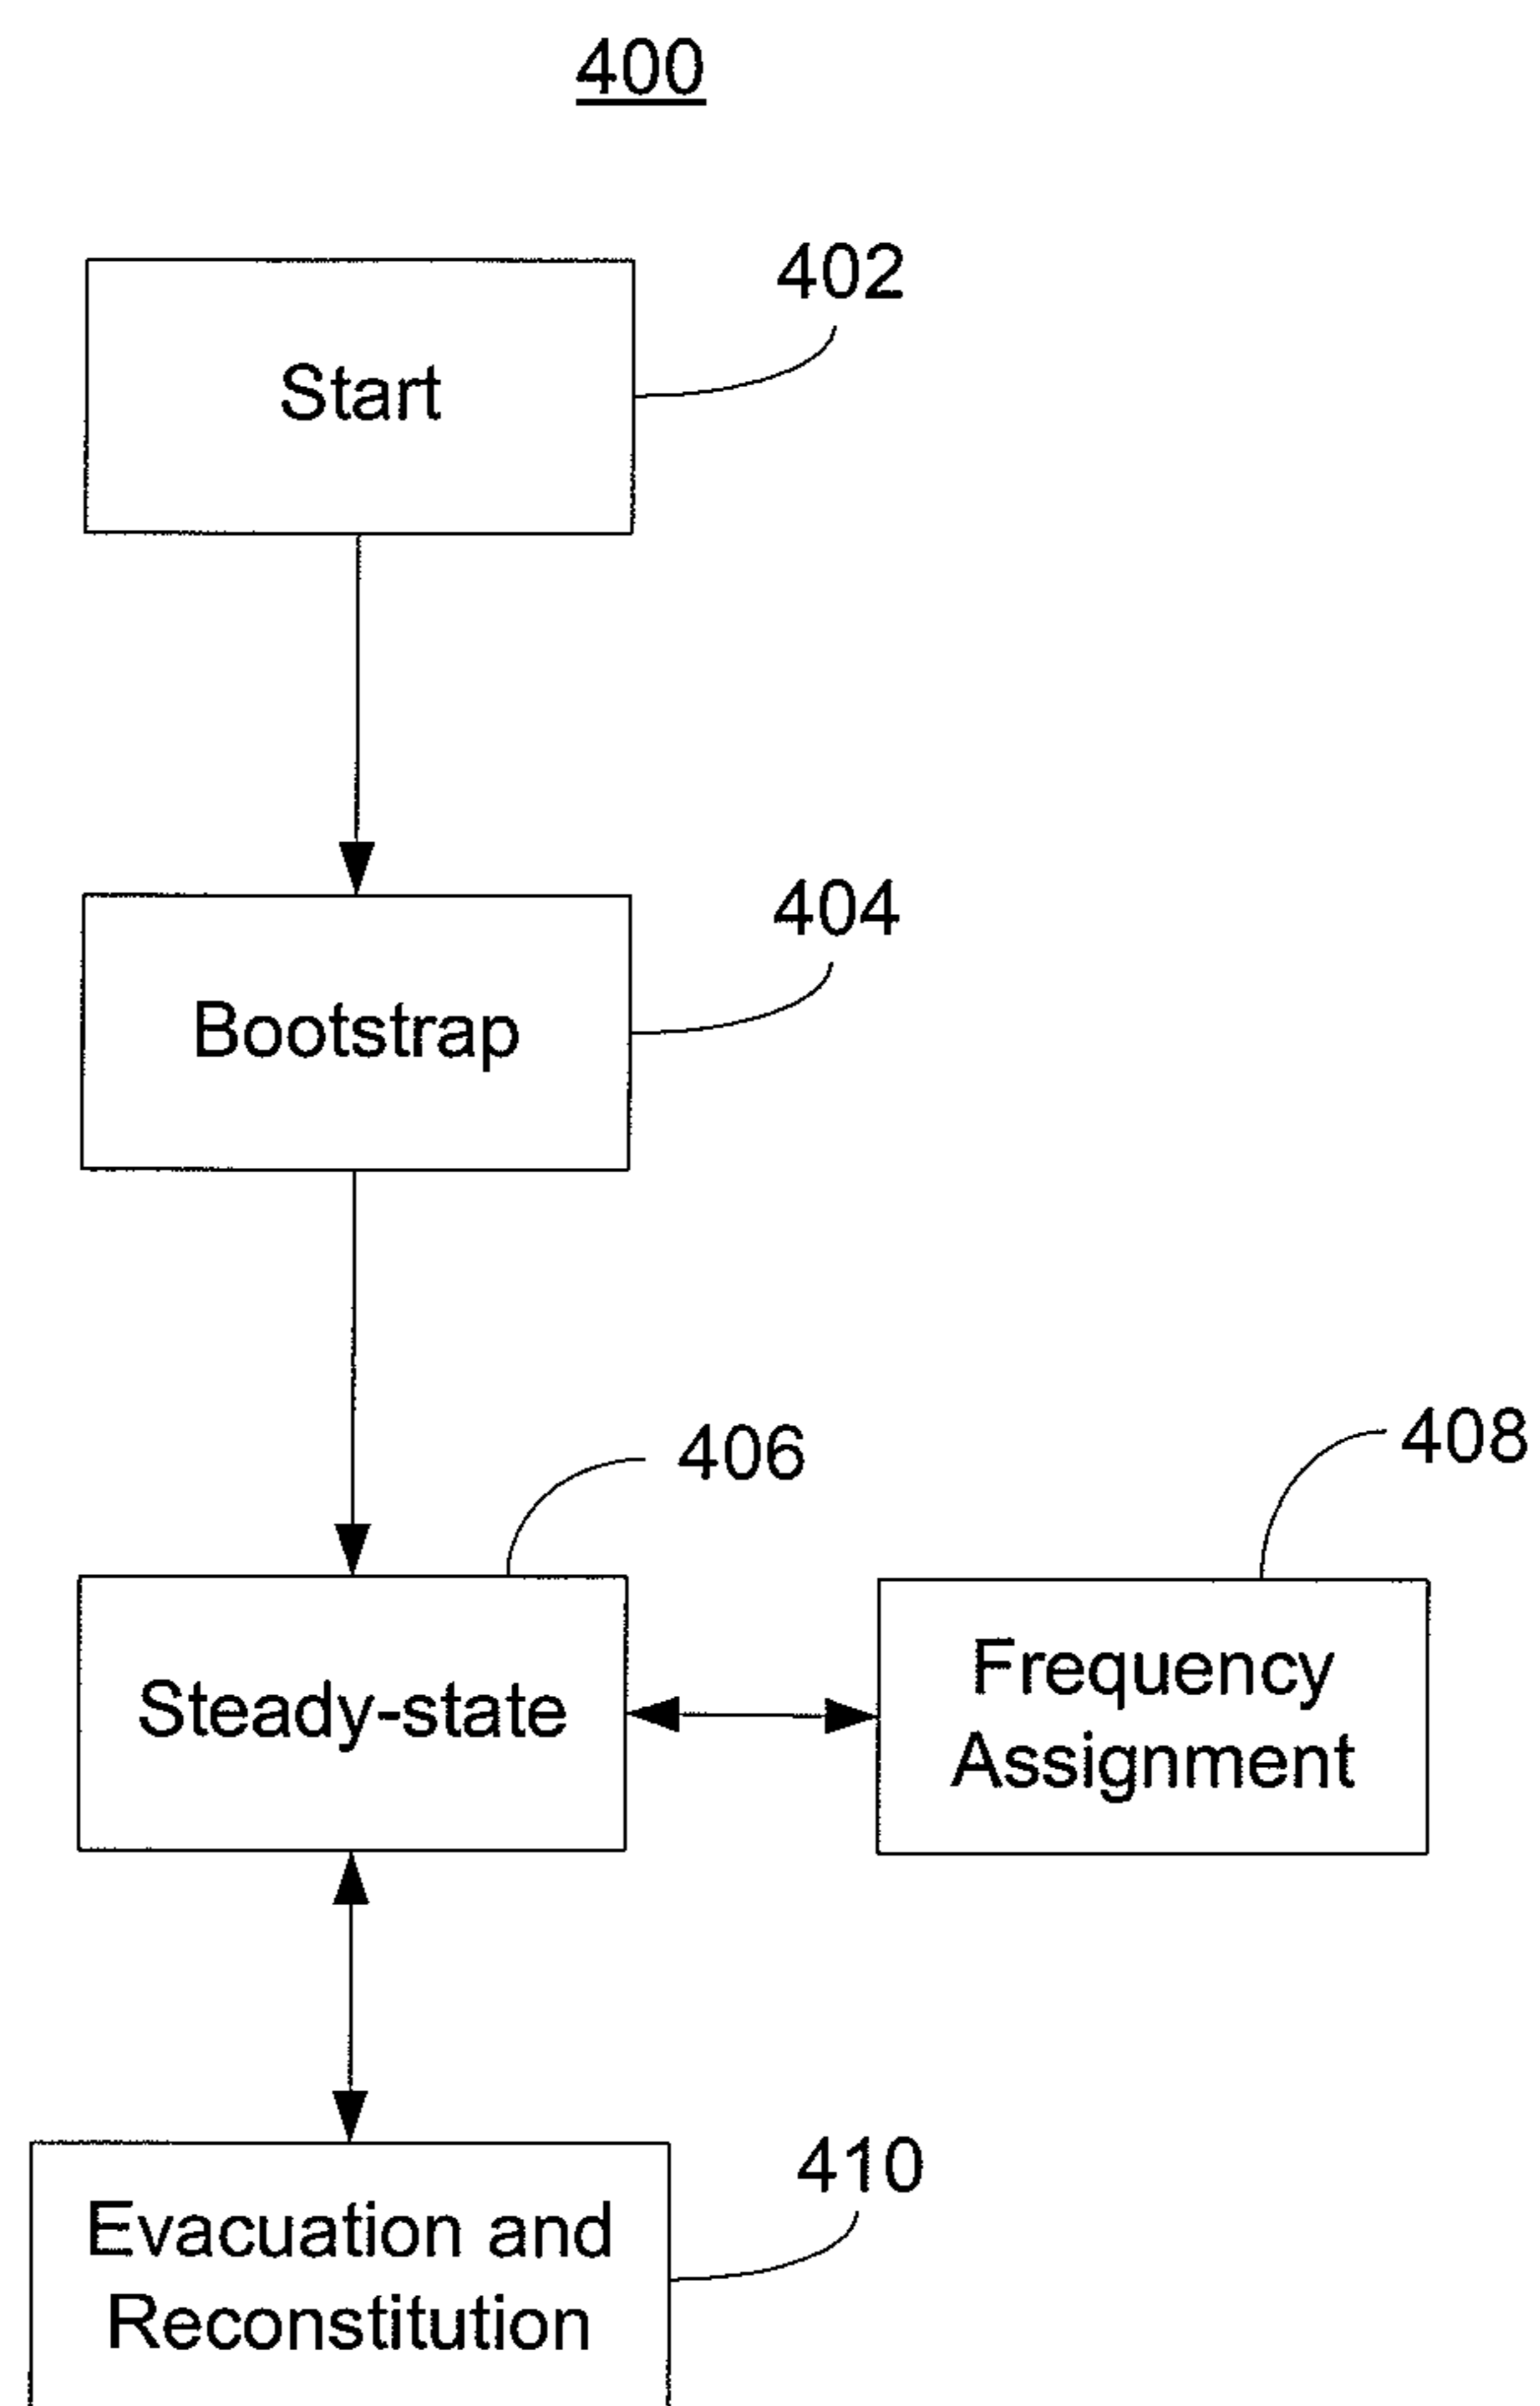 400
402
Start
404
Bootstrap
406
408
Steady-state
Frequency
Assignment
410
Evacuation and
Reconstitution